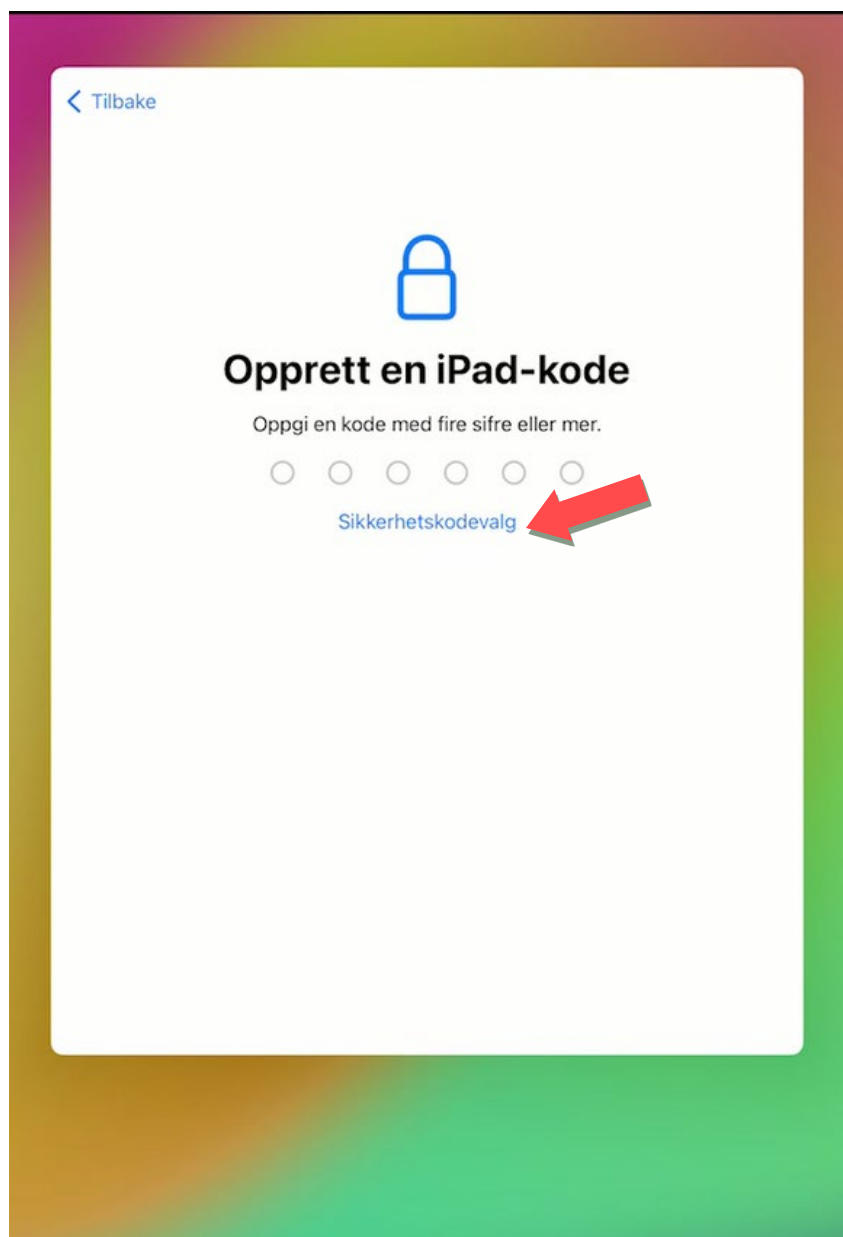 Tilbake
Opprett en iPad-kode
Oppgi en kode med fire sifre eller mer.
Sikkerhetskodevalg